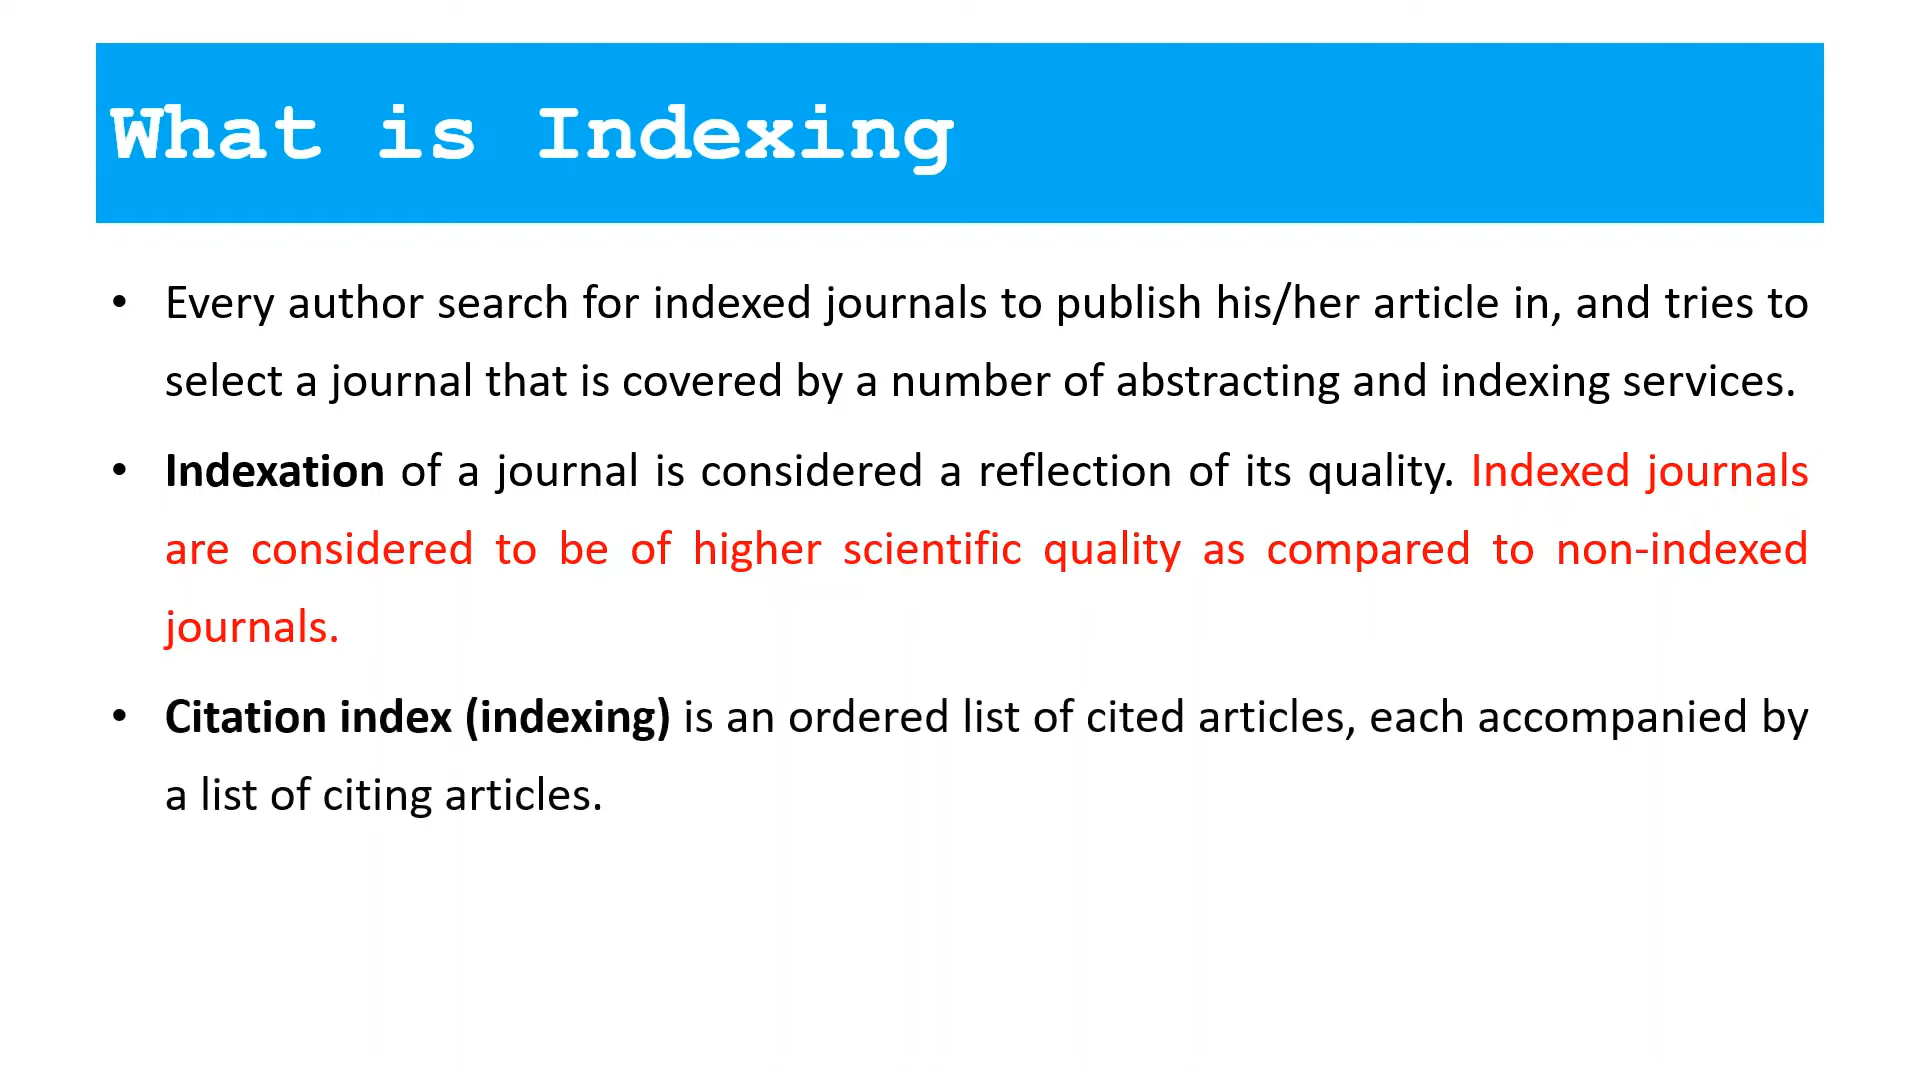 What is Indexing
• Every author search for indexed journals to publish his/her article in, and tries to
select a journal that is covered by a number of abstracting and indexing services.
• Indexation of a journal is considered a reflection of its quality. Indexed journals
are considered to be of higher scientific quality as compared to non-indexed
journals.
• Citation index (indexing) is an ordered list of cited articles, each accompanied by
a list of citing articles.